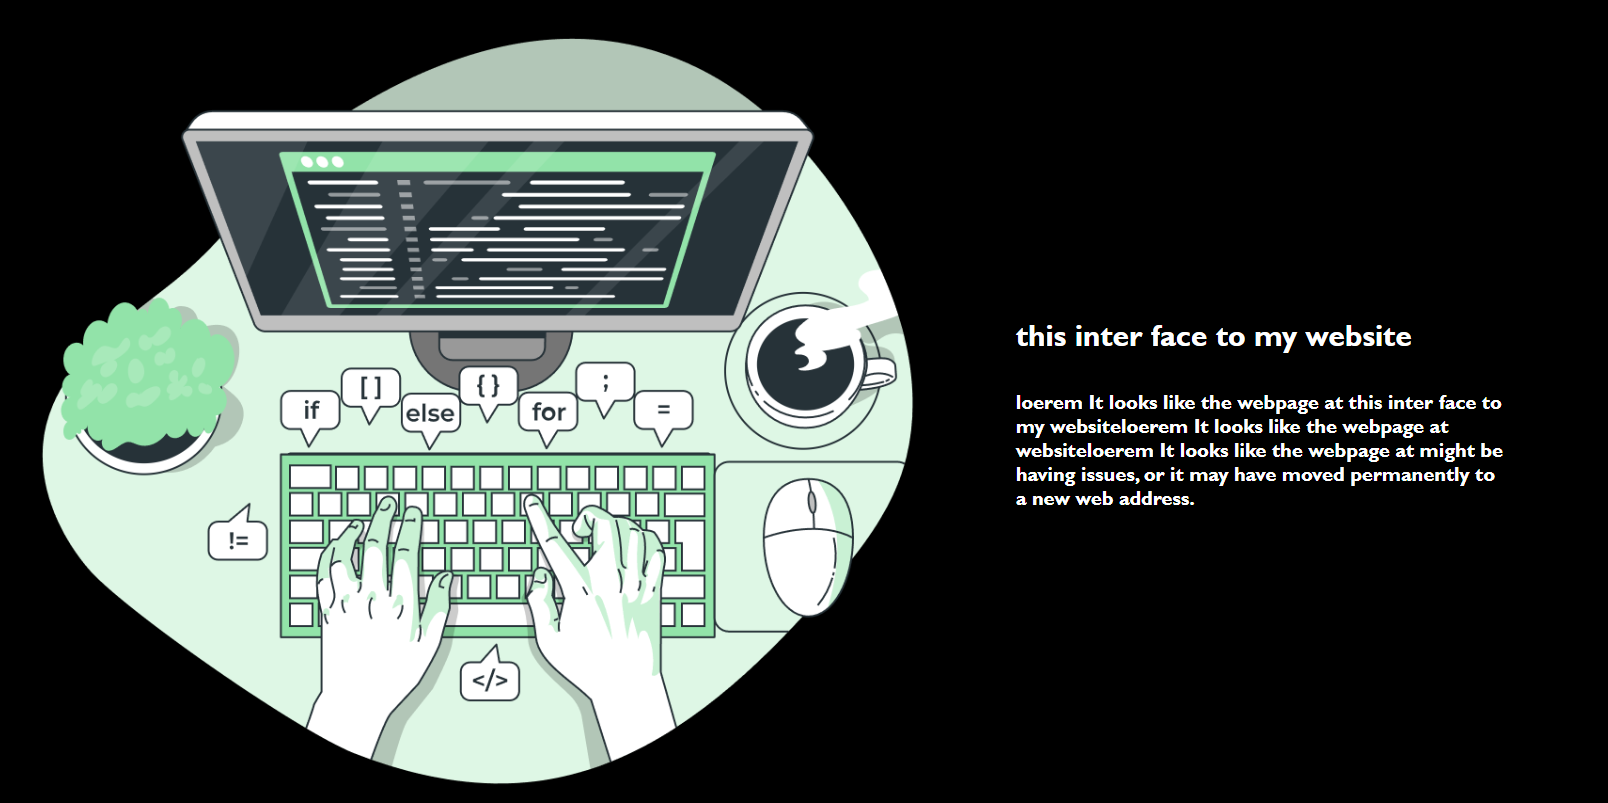 [ ]
{ }
;
if
else
for
=
!=
</>
this inter face to my website
loerem It looks like the webpage at this inter face to
my websiteloerem It looks like the webpage at
websiteloerem It looks like the webpage at might be
having issues, or it may have moved permanently to
a new web address.